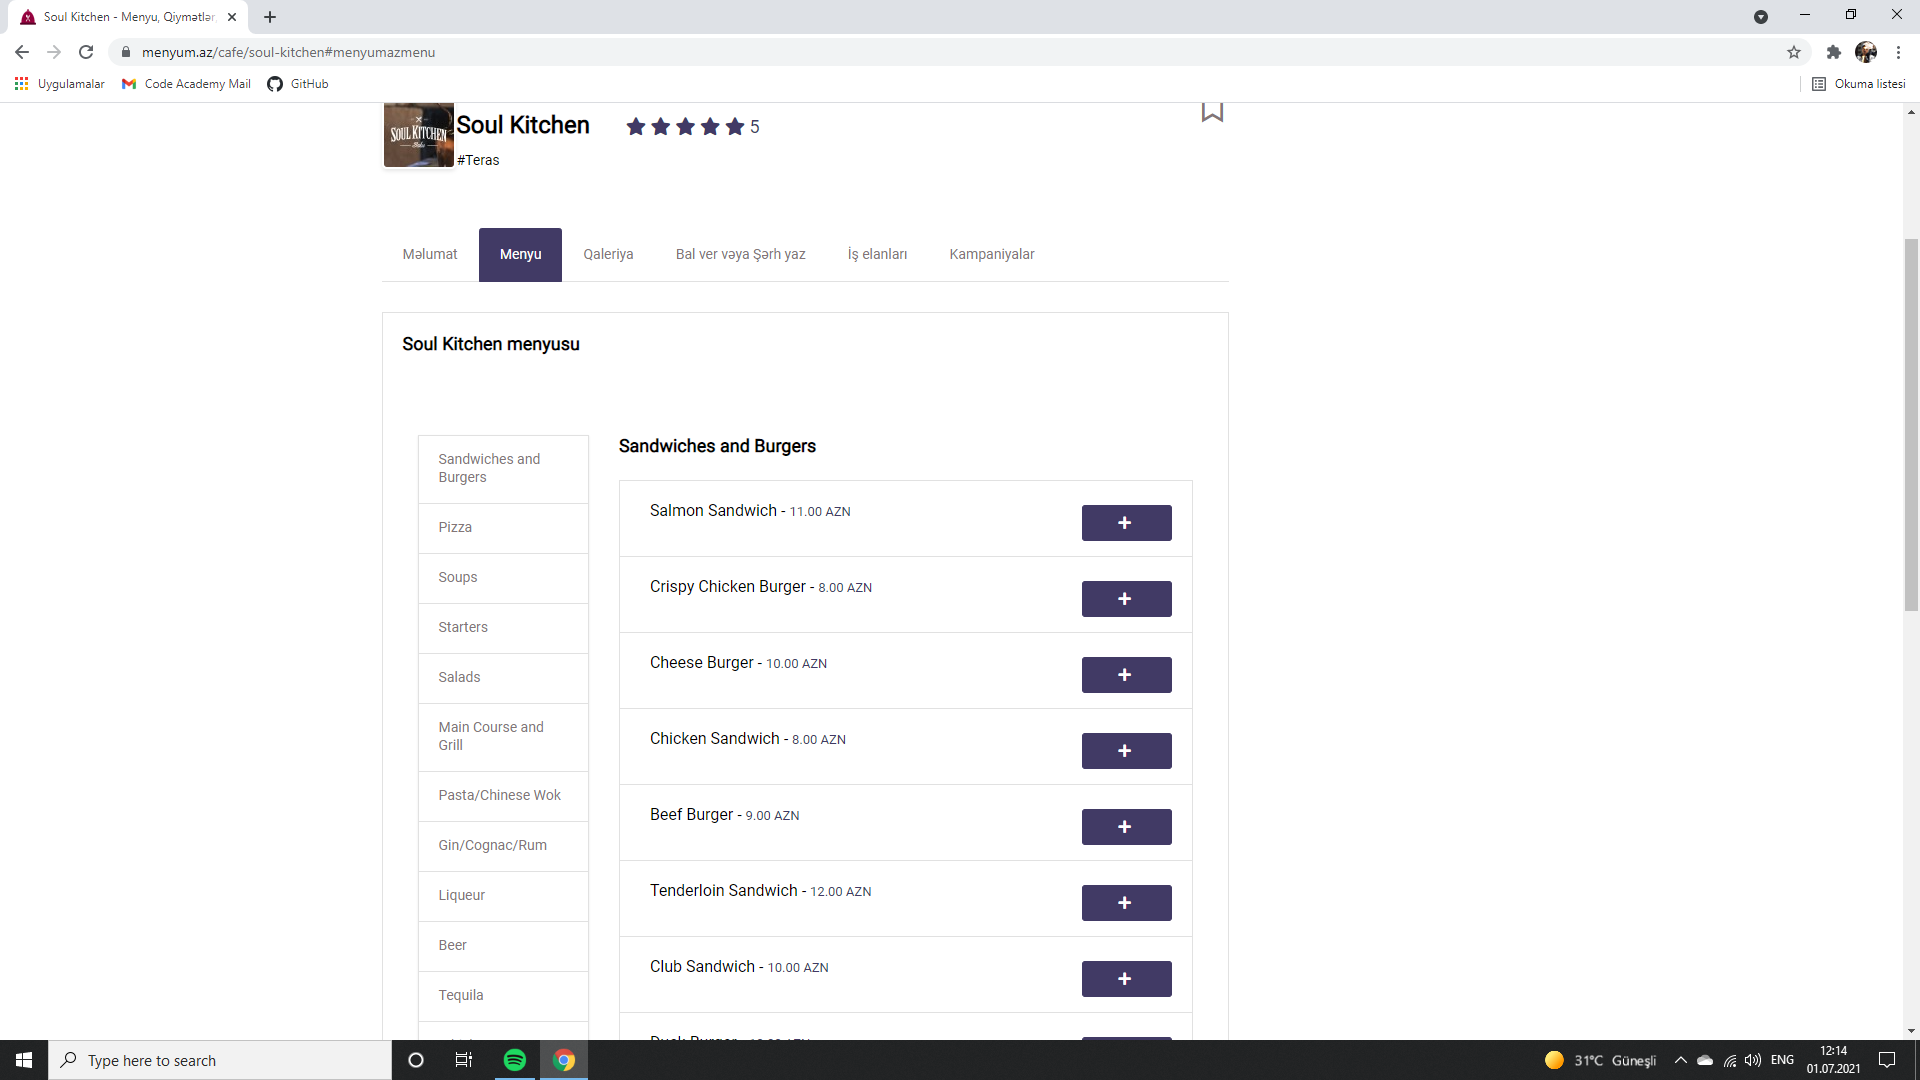 Soul Kitchen - Menyu, Qiymətlər,
menyum.az/cafe/soul-kitchen#menyumazmenu
Uygulamalar
Code Academy Mail
GitHub
Okuma listesi
SOUL KITCHEN
Soul Kitchen
5
#Teras
Məlumat
Menyu
Qaleriya
Bal ver vəya Şərh yaz
İş elanları
Kampaniyalar
Soul Kitchen menyusu
Sandwiches and
Burgers
Pizza
Soups
Starters
Salads
Main Course and
Grill
Pasta/Chinese Wok
Gin/Cognac/Rum
Liqueur
Beer
Tequila
Sandwiches and Burgers
Salmon Sandwich - 11.00 AZN
Crispy Chicken Burger - 8.00 AZN
Cheese Burger - 10.00 AZN
Chicken Sandwich - 8.00 AZN
Beef Burger - 9.00 AZN
Tenderloin Sandwich - 12.00 AZN
Club Sandwich - 10.00 AZN
Type here to search
31°C Güneşli
ENG
12:14
01.07.2021